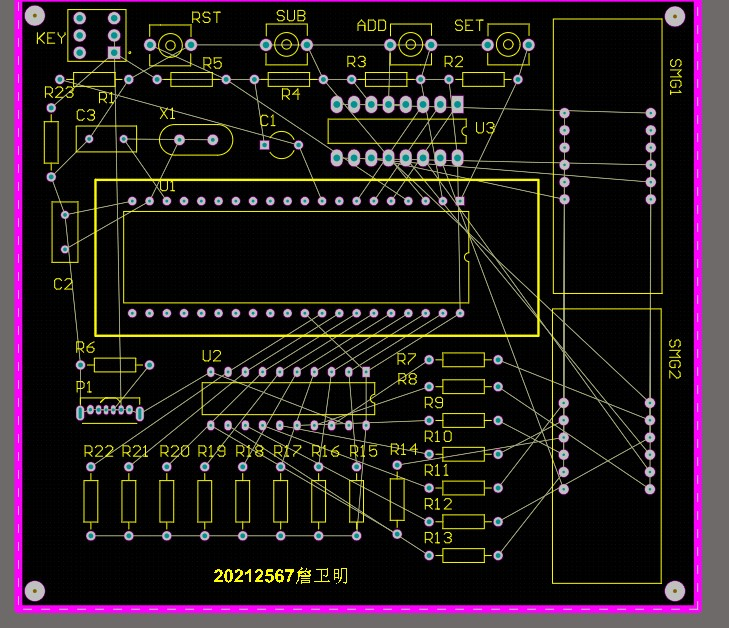 RST
SUB
ADD
SET
KEY
R5
R3
R2
R23
R1
R4
C3
X1
C1
U3
SMG1
U1
C2
R6
U2
R7
P1
R8
R9
SMG2
R10
R22
R21
R20
R19
R18
R17
R16
R15
R14
R11
R12
R13
20212567詹卫明